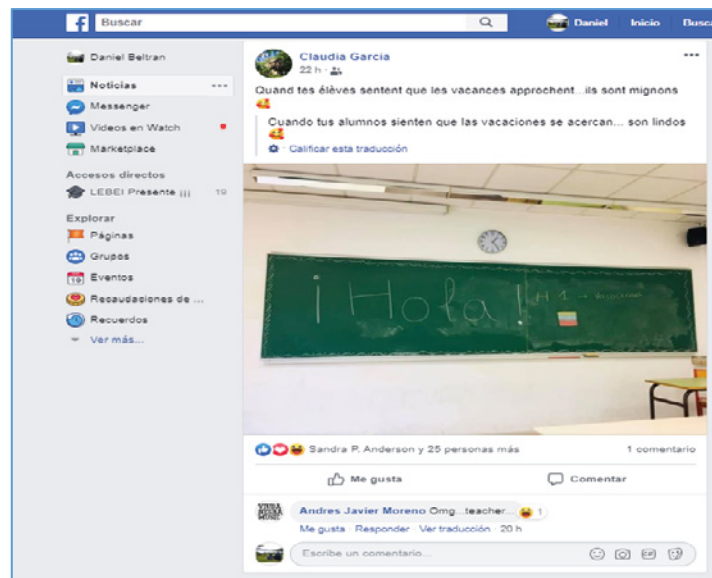 f Buscar Daniel Inicio Busca
Daniel Beltran
Noticias
Messenger
Videos en Watch
Marketplace
Accesos directos
LEBEI Presente ¡¡¡ 19
Explorar
Páginas
Grupos
Eventos
Recaudaciones de ...
Recuerdos
Ver más...
Claudia Garcia
22 h
Quand tes élèves sentent que les vacances approchent...ils sont mignons
Cuando tus alumnos sienten que las vacaciones se acercan... son lindos
Calificar esta traducción
¡Hola! H1 →
Sandra P. Anderson y 25 personas más 1 comentario
Me gusta Comentar
Andres Javier Moreno Omg...teacher... 1
Me gusta · Responder · Ver traducción · 20 h
Escribe un comentario...
GIF